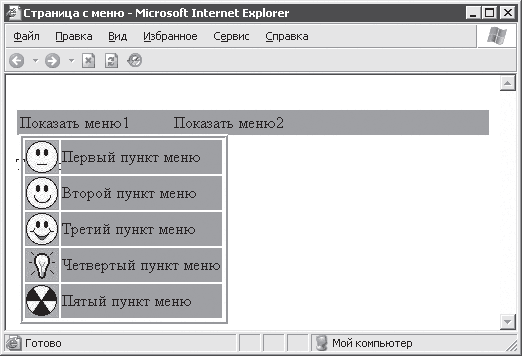 Страница с меню - Microsoft Internet Explorer
Файл Правка Вид Избранное Сервис Справка
Показать меню1 Показать меню2
Первый пункт меню
Второй пункт меню
Третий пункт меню
Четвертый пункт меню
Пятый пункт меню
Готово Мой компьютер